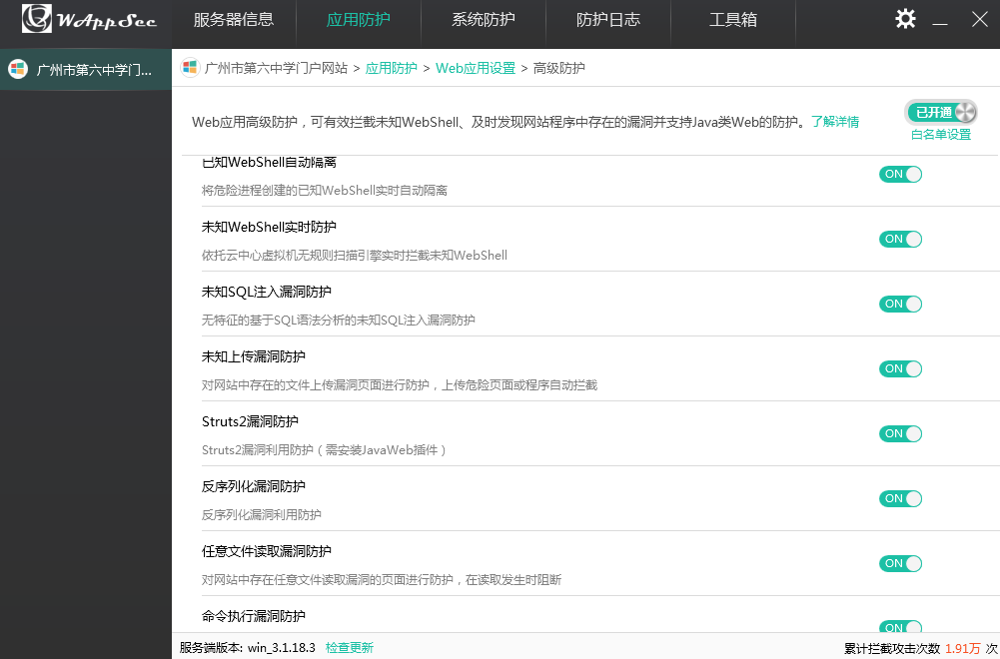 WAppSec
服务器信息 应用防护 系统防护 防护日志 工具箱
广州市第六中学门...
广州市第六中学门户网站 > 应用防护 > Web应用设置 > 高级防护
Web应用高级防护，可有效拦截未知WebShell、及时发现网站程序中存在的漏洞并支持Java类Web的防护。了解详情
已开通
白名单设置
已知WebShell自动隔离
ON
将危险进程创建的已知WebShell实时自动隔离
未知WebShell实时防护
ON
依托云中心虚拟机无规则扫描引擎实时拦截未知WebShell
未知SQL注入漏洞防护
ON
无特征的基于SQL语法分析的未知SQL注入漏洞防护
未知上传漏洞防护
ON
对网站中存在的文件上传漏洞页面进行防护，上传危险页面或程序自动拦截
Struts2漏洞防护
ON
Struts2漏洞利用防护（需安装JavaWeb插件）
反序列化漏洞防护
ON
反序列化漏洞利用防护
任意文件读取漏洞防护
ON
对网站中存在任意文件读取漏洞的页面进行防护，在读取发生时阻断
命令执行漏洞防护
ON
服务端版本: win_3.1.18.3 检查更新
累计拦截攻击次数 1.91万 次